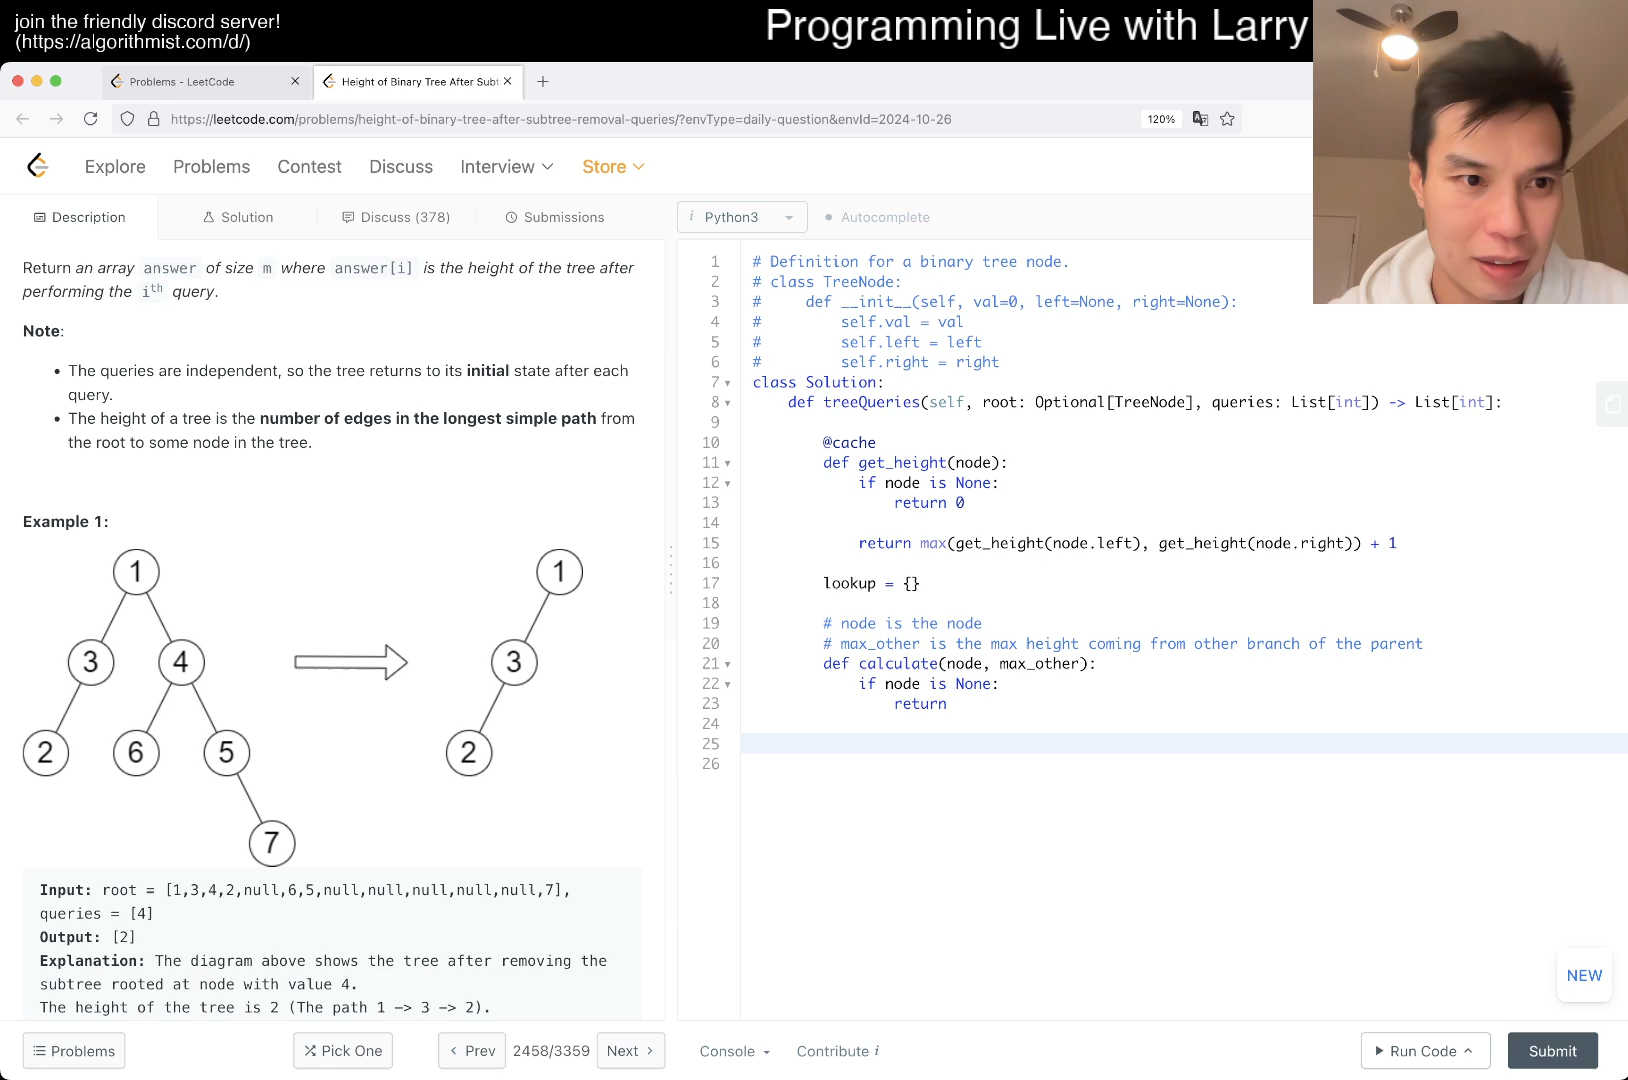 join the friendly discord server!
(https://algorithmist.com/d/)
Programming Live with Larry
Problems - LeetCode
Height of Binary Tree After Subt
https://leetcode.com/problems/height-of-binary-tree-after-subtree-removal-queries/?envType=daily-question&envId=2024-10-26
120%
Explore
Problems
Contest
Discuss
Interview
Store
Description
Solution
Discuss (378)
Submissions
i Python3
Autocomplete
Return an array answer of size m where answer[i] is the height of the tree after
performing the ith query.
Note:
• The queries are independent, so the tree returns to its initial state after each
query.
• The height of a tree is the number of edges in the longest simple path from
the root to some node in the tree.
Example 1:
1
1
3
4
3
2
6
5
2
7
Input: root = [1,3,4,2,null,6,5,null,null,null,null,null,7],
queries = [4]
Output: [2]
Explanation: The diagram above shows the tree after removing the
subtree rooted at node with value 4.
The height of the tree is 2 (The path 1 -> 3 -> 2).
1 # Definition for a binary tree node.
2 # class TreeNode:
3 #     def __init__(self, val=0, left=None, right=None):
4 #         self.val = val
5 #         self.left = left
6 #         self.right = right
7 class Solution:
8     def treeQueries(self, root: Optional[TreeNode], queries: List[int]) -> List[int]:
9
10         @cache
11         def get_height(node):
12             if node is None:
13                 return 0
14
15             return max(get_height(node.left), get_height(node.right)) + 1
16
17         lookup = {}
18
19         # node is the node
20         # max_other is the max height coming from other branch of the parent
21         def calculate(node, max_other):
22             if node is None:
23                 return
24
25
26
NEW
Problems
Pick One
Prev
2458/3359
Next
Console
Contribute i
Run Code
Submit